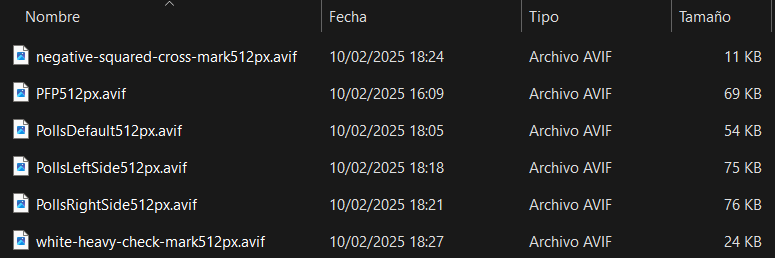 Nombre Fecha Tipo Tamaño
negative-squared-cross-mark512px.avif 10/02/2025 18:24 Archivo AVIF 11 KB
PFP512px.avif 10/02/2025 16:09 Archivo AVIF 69 KB
PollsDefault512px.avif 10/02/2025 18:05 Archivo AVIF 54 KB
PollsLeftSide512px.avif 10/02/2025 18:18 Archivo AVIF 75 KB
PollsRightSide512px.avif 10/02/2025 18:21 Archivo AVIF 76 KB
white-heavy-check-mark512px.avif 10/02/2025 18:27 Archivo AVIF 24 KB